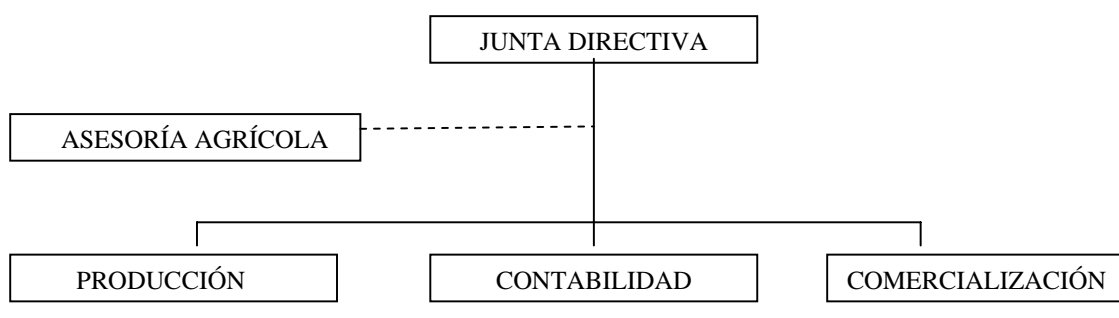 JUNTA DIRECTIVA
ASESORÍA AGRÍCOLA
PRODUCCIÓN
CONTABILIDAD
COMERCIALIZACIÓN